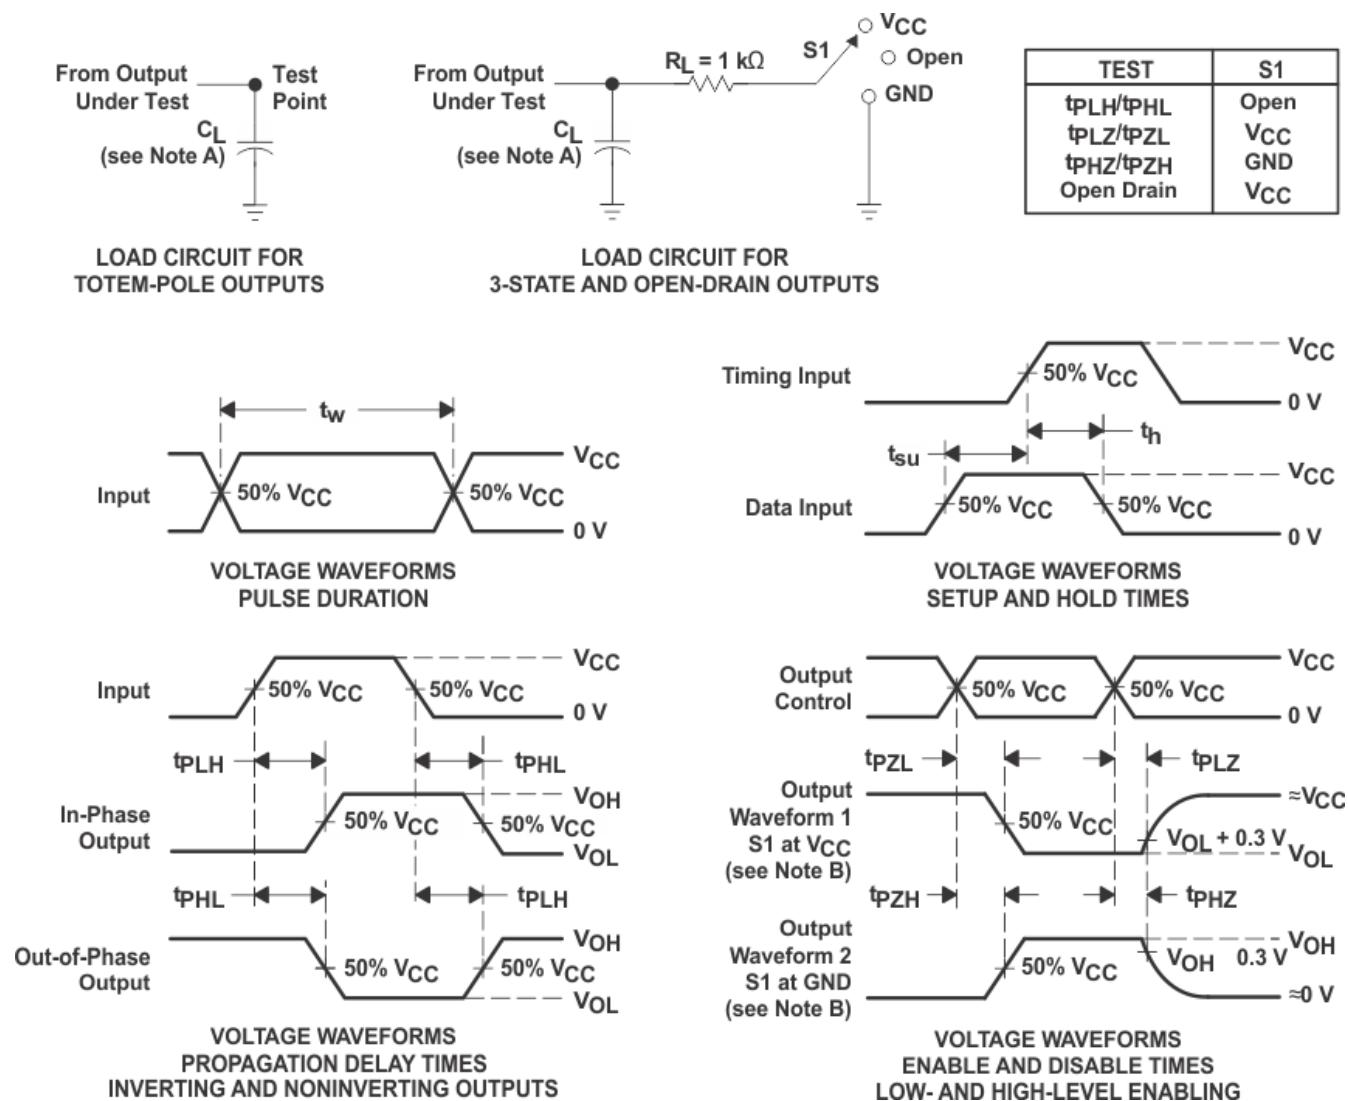 From Output
Under Test
Test
Point
CL
(see Note A)
LOAD CIRCUIT FOR
TOTEM-POLE OUTPUTS
From Output
Under Test
CL
(see Note A)
RL = 1 kΩ
S1
VCC
Open
GND
LOAD CIRCUIT FOR
3-STATE AND OPEN-DRAIN OUTPUTS
TEST S1
tPLH/tPHL Open
tPLZ/tPZL VCC
tPHZ/tPZH GND
Open Drain VCC
tw
Input
50% VCC
50% VCC
VCC
0 V
VOLTAGE WAVEFORMS
PULSE DURATION
Timing Input
50% VCC
VCC
0 V
th
tsu
Data Input
50% VCC
50% VCC
VCC
0 V
VOLTAGE WAVEFORMS
SETUP AND HOLD TIMES
Input
50% VCC
50% VCC
VCC
0 V
tPLH
tPHL
In-Phase
Output
50% VCC
50% VCC
VOH
VOL
tPHL
tPLH
Out-of-Phase
Output
50% VCC
50% VCC
VOH
VOL
VOLTAGE WAVEFORMS
PROPAGATION DELAY TIMES
INVERTING AND NONINVERTING OUTPUTS
Output
Control
50% VCC
50% VCC
VCC
0 V
tPZL
tPLZ
Output
Waveform 1
S1 at VCC
(see Note B)
50% VCC
≈VCC
VOL + 0.3 V
VOL
tPZH
tPHZ
Output
Waveform 2
S1 at GND
(see Note B)
50% VCC
VOH
VOH 0.3 V
≈0 V
VOLTAGE WAVEFORMS
ENABLE AND DISABLE TIMES
LOW- AND HIGH-LEVEL ENABLING